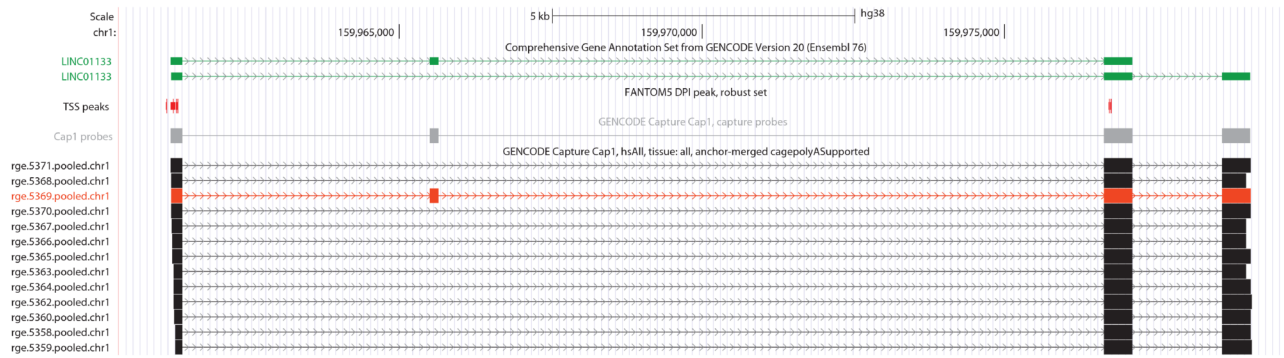 Scale 5 kb hg38
chr1: 159,965,000 159,970,000 159,975,000
Comprehensive Gene Annotation Set from GENCODE Version 20 (Ensembl 76)
LINC01133
LINC01133
FANTOM5 DPI peak, robust set
TSS peaks
GENCODE Capture Cap1, capture probes
Cap1 probes
GENCODE Capture Cap1, hsAll, tissue: all, anchor-merged cagepolyASupported
rge.5371.pooled.chr1
rge.5368.pooled.chr1
rge.5369.pooled.chr1
rge.5370.pooled.chr1
rge.5367.pooled.chr1
rge.5366.pooled.chr1
rge.5365.pooled.chr1
rge.5363.pooled.chr1
rge.5364.pooled.chr1
rge.5362.pooled.chr1
rge.5360.pooled.chr1
rge.5358.pooled.chr1
rge.5359.pooled.chr1